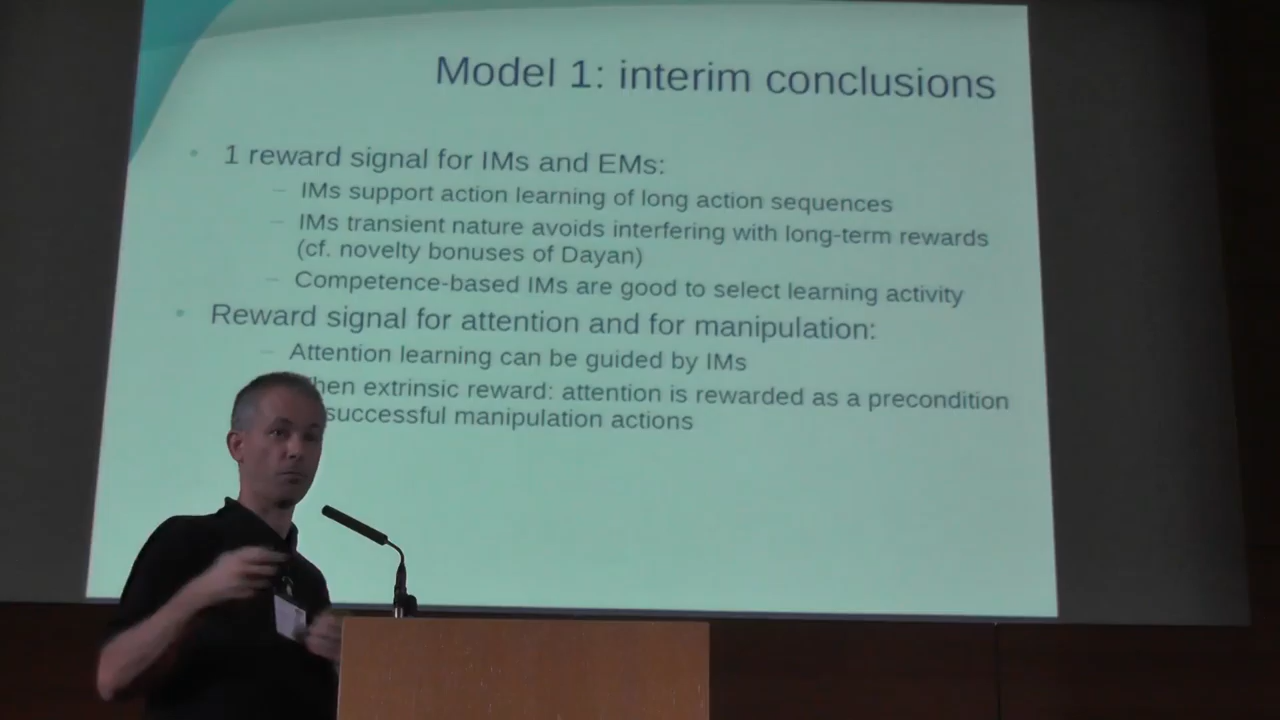 Model 1: interim conclusions
• 1 reward signal for IMs and EMs:
– IMs support action learning of long action sequences
– IMs transient nature avoids interfering with long-term rewards
(cf. novelty bonuses of Dayan)
– Competence-based IMs are good to select learning activity
• Reward signal for attention and for manipulation:
– Attention learning can be guided by IMs
extrinsic reward: attention is rewarded as a precondition
successful manipulation actions